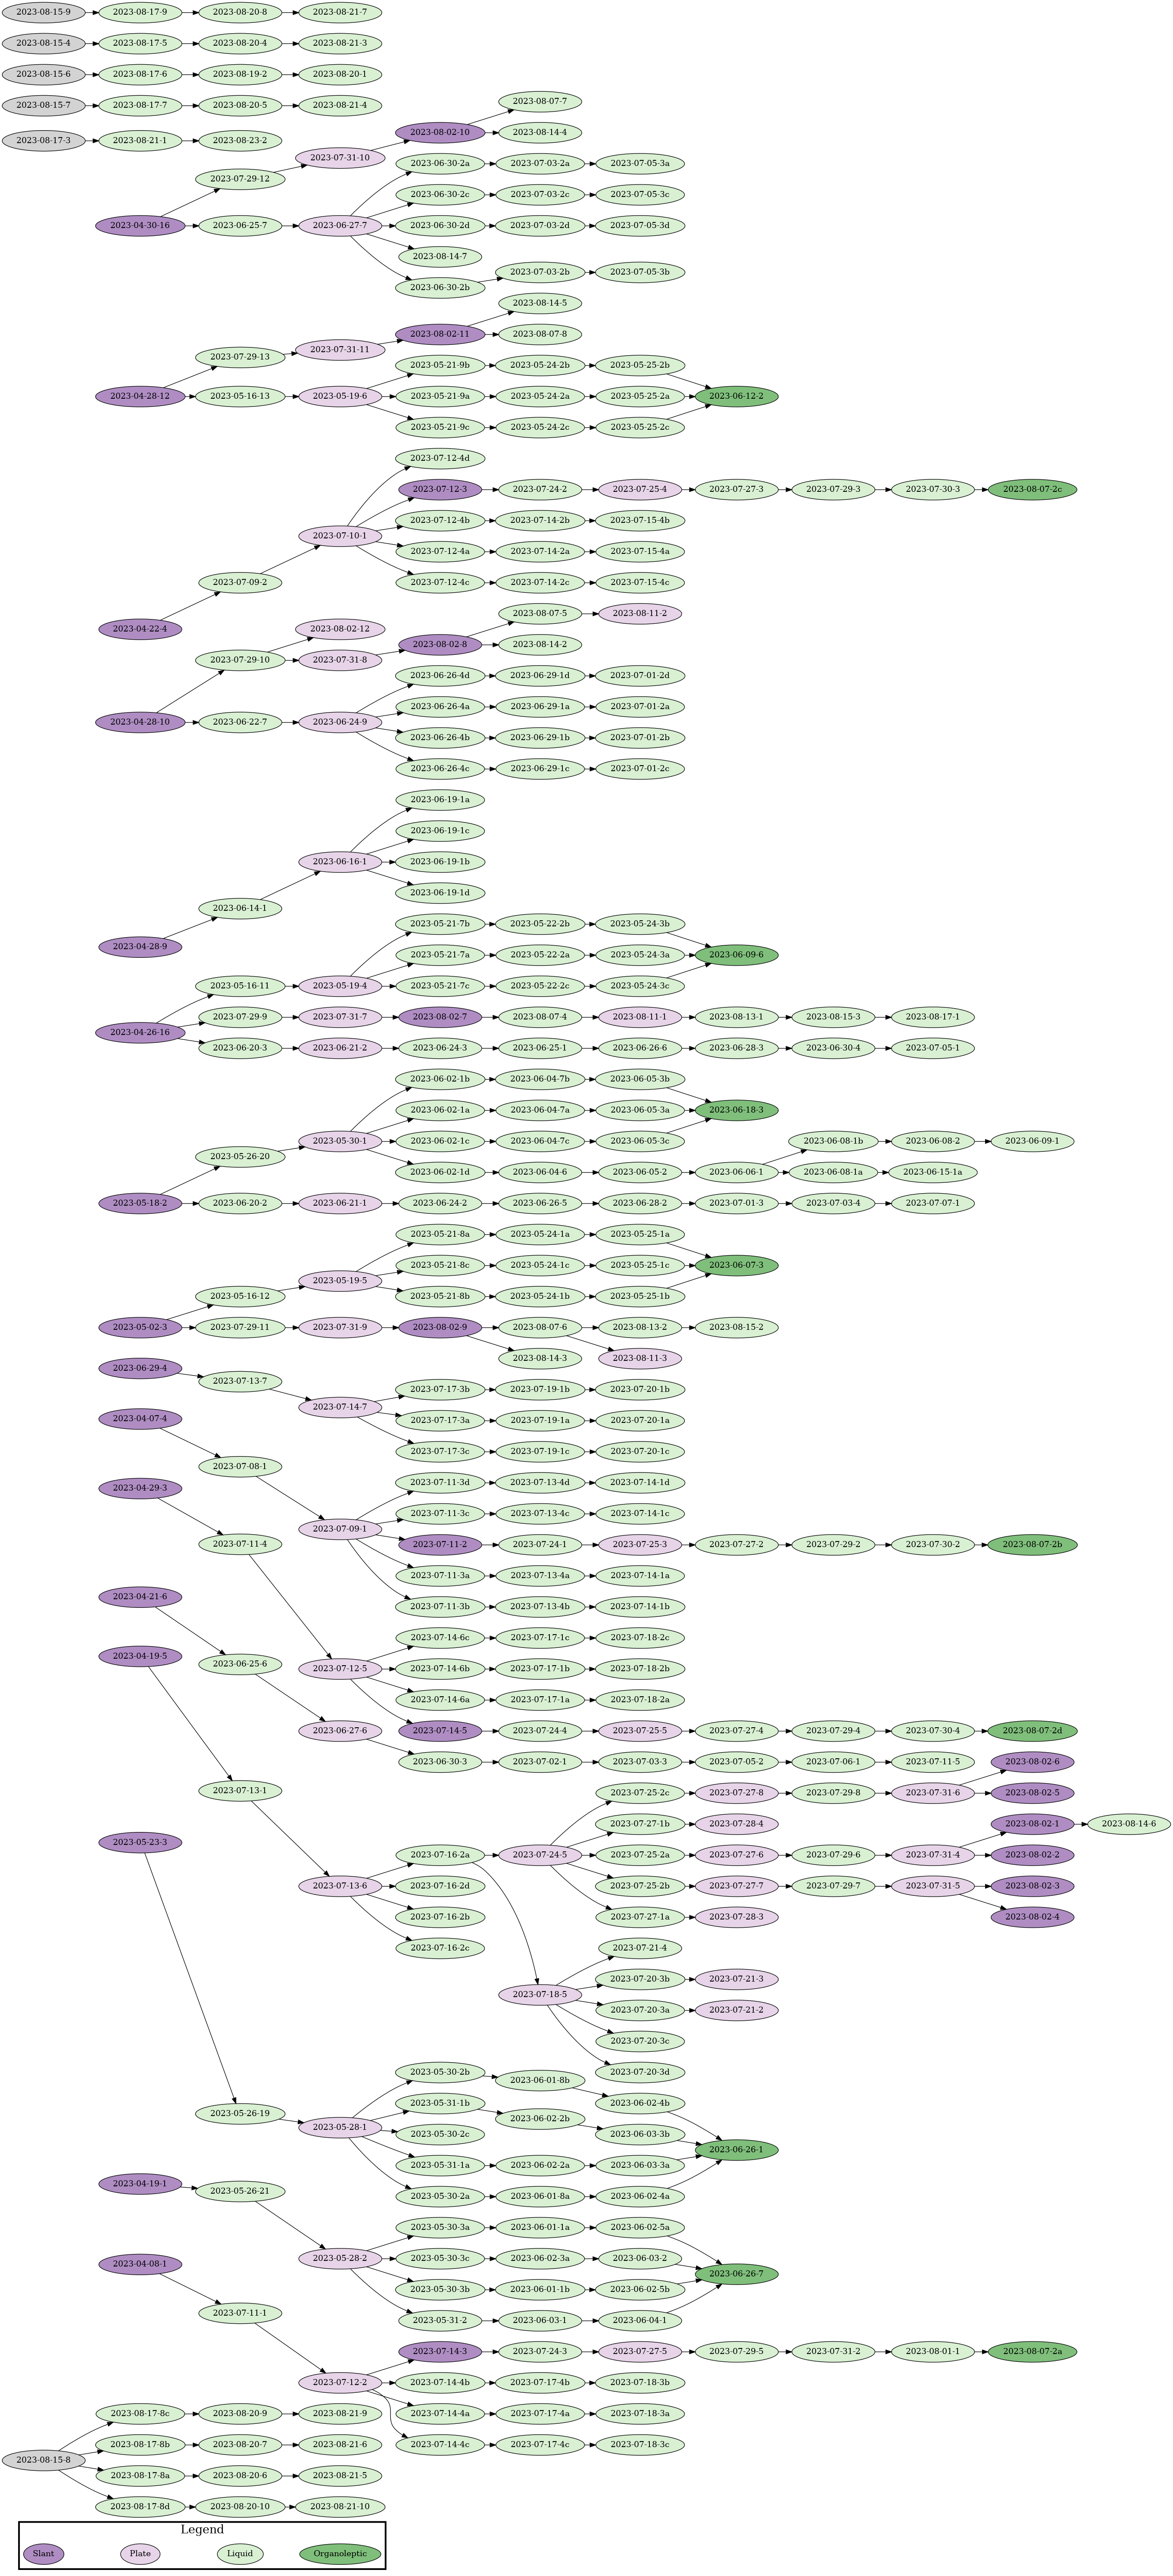 2023-08-15-9 2023-08-17-9 2023-08-20-8 2023-08-21-7
2023-08-15-4 2023-08-17-5 2023-08-20-4 2023-08-21-3
2023-08-15-6 2023-08-17-6 2023-08-19-2 2023-08-20-1
2023-08-07-7
2023-08-15-7 2023-08-17-7 2023-08-20-5 2023-08-21-4
2023-08-02-10 2023-08-14-4
2023-08-17-3 2023-08-21-1 2023-08-23-2
2023-07-31-10
2023-06-30-2a 2023-07-03-2a 2023-07-05-3a
2023-07-29-12
2023-06-30-2c 2023-07-03-2c 2023-07-05-3c
2023-04-30-16 2023-06-25-7 2023-06-27-7 2023-06-30-2d 2023-07-03-2d 2023-07-05-3d
2023-08-14-7
2023-07-03-2b 2023-07-05-3b
2023-06-30-2b
2023-08-14-5
2023-08-02-11 2023-08-07-8
2023-07-31-11
2023-07-29-13
2023-05-21-9b 2023-05-24-2b 2023-05-25-2b
2023-04-28-12 2023-05-16-13 2023-05-19-6 2023-05-21-9a 2023-05-24-2a 2023-05-25-2a 2023-06-12-2
2023-05-21-9c 2023-05-24-2c 2023-05-25-2c
2023-07-12-4d
2023-07-12-3 2023-07-24-2 2023-07-25-4 2023-07-27-3 2023-07-29-3 2023-07-30-3 2023-08-07-2c
2023-07-12-4b 2023-07-14-2b 2023-07-15-4b
2023-07-10-1
2023-07-12-4a 2023-07-14-2a 2023-07-15-4a
2023-07-09-2 2023-07-12-4c 2023-07-14-2c 2023-07-15-4c
2023-08-07-5 2023-08-11-2
2023-04-22-4 2023-08-02-12
2023-08-02-8 2023-08-14-2
2023-07-29-10 2023-07-31-8
2023-06-26-4d 2023-06-29-1d 2023-07-01-2d
2023-06-26-4a 2023-06-29-1a 2023-07-01-2a
2023-04-28-10 2023-06-22-7 2023-06-24-9
2023-06-26-4b 2023-06-29-1b 2023-07-01-2b
2023-06-26-4c 2023-06-29-1c 2023-07-01-2c
2023-06-19-1a
2023-06-19-1c
2023-06-16-1 2023-06-19-1b
2023-06-19-1d
2023-06-14-1
2023-05-21-7b 2023-05-22-2b 2023-05-24-3b
2023-04-28-9
2023-05-21-7a 2023-05-22-2a 2023-05-24-3a 2023-06-09-6
2023-05-16-11 2023-05-19-4 2023-05-21-7c 2023-05-22-2c 2023-05-24-3c
2023-07-29-9 2023-07-31-7 2023-08-02-7 2023-08-07-4 2023-08-11-1 2023-08-13-1 2023-08-15-3 2023-08-17-1
2023-04-26-16
2023-06-20-3 2023-06-21-2 2023-06-24-3 2023-06-25-1 2023-06-26-6 2023-06-28-3 2023-06-30-4 2023-07-05-1
2023-06-02-1b 2023-06-04-7b 2023-06-05-3b
2023-06-02-1a 2023-06-04-7a 2023-06-05-3a 2023-06-18-3
2023-05-30-1 2023-06-02-1c 2023-06-04-7c 2023-06-05-3c 2023-06-08-1b 2023-06-08-2 2023-06-09-1
2023-05-26-20
2023-06-02-1d 2023-06-04-6 2023-06-05-2 2023-06-06-1 2023-06-08-1a 2023-06-15-1a
2023-05-18-2 2023-06-20-2 2023-06-21-1 2023-06-24-2 2023-06-26-5 2023-06-28-2 2023-07-01-3 2023-07-03-4 2023-07-07-1
2023-05-21-8a 2023-05-24-1a 2023-05-25-1a
2023-05-21-8c 2023-05-24-1c 2023-05-25-1c 2023-06-07-3
2023-05-19-5
2023-05-16-12 2023-05-21-8b 2023-05-24-1b 2023-05-25-1b
2023-05-02-3 2023-07-29-11 2023-07-31-9 2023-08-02-9 2023-08-07-6 2023-08-13-2 2023-08-15-2
2023-08-14-3 2023-08-11-3
2023-06-29-4
2023-07-13-7
2023-07-17-3b 2023-07-19-1b 2023-07-20-1b
2023-07-14-7
2023-04-07-4 2023-07-17-3a 2023-07-19-1a 2023-07-20-1a
2023-07-17-3c 2023-07-19-1c 2023-07-20-1c
2023-07-08-1
2023-07-11-3d 2023-07-13-4d 2023-07-14-1d
2023-04-29-3
2023-07-11-3c 2023-07-13-4c 2023-07-14-1c
2023-07-09-1
2023-07-11-4 2023-07-11-2 2023-07-24-1 2023-07-25-3 2023-07-27-2 2023-07-29-2 2023-07-30-2 2023-08-07-2b
2023-07-11-3a 2023-07-13-4a 2023-07-14-1a
2023-04-21-6
2023-07-11-3b 2023-07-13-4b 2023-07-14-1b
2023-07-14-6c 2023-07-17-1c 2023-07-18-2c
2023-04-19-5
2023-06-25-6 2023-07-12-5 2023-07-14-6b 2023-07-17-1b 2023-07-18-2b
2023-07-14-6a 2023-07-17-1a 2023-07-18-2a
2023-06-27-6 2023-07-14-5 2023-07-24-4 2023-07-25-5 2023-07-27-4 2023-07-29-4 2023-07-30-4 2023-08-07-2d
2023-06-30-3 2023-07-02-1 2023-07-03-3 2023-07-05-2 2023-07-06-1 2023-07-11-5 2023-08-02-6
2023-07-13-1 2023-07-25-2c 2023-07-27-8 2023-07-29-8 2023-07-31-6 2023-08-02-5
2023-07-27-1b 2023-07-28-4 2023-08-02-1 2023-08-14-6
2023-05-23-3
2023-07-16-2a 2023-07-24-5 2023-07-25-2a 2023-07-27-6 2023-07-29-6 2023-07-31-4 2023-08-02-2
2023-07-13-6 2023-07-16-2d 2023-07-25-2b 2023-07-27-7 2023-07-29-7 2023-07-31-5 2023-08-02-3
2023-07-16-2b 2023-07-27-1a 2023-07-28-3 2023-08-02-4
2023-07-16-2c 2023-07-21-4
2023-07-20-3b 2023-07-21-3
2023-07-18-5
2023-07-20-3a 2023-07-21-2
2023-07-20-3c
2023-07-20-3d
2023-05-30-2b
2023-06-01-8b
2023-05-31-1b 2023-06-02-4b
2023-05-26-19 2023-06-02-2b
2023-05-28-1
2023-05-30-2c 2023-06-03-3b
2023-06-26-1
2023-05-31-1a 2023-06-02-2a 2023-06-03-3a
2023-04-19-1
2023-05-26-21 2023-05-30-2a 2023-06-01-8a 2023-06-02-4a
2023-05-30-3a 2023-06-01-1a 2023-06-02-5a
2023-05-28-2 2023-05-30-3c 2023-06-02-3a 2023-06-03-2
2023-04-08-1 2023-06-26-7
2023-05-30-3b 2023-06-01-1b 2023-06-02-5b
2023-07-11-1 2023-05-31-2 2023-06-03-1 2023-06-04-1
2023-07-14-3 2023-07-24-3 2023-07-27-5 2023-07-29-5 2023-07-31-2 2023-08-01-1 2023-08-07-2a
2023-07-12-2 2023-07-14-4b 2023-07-17-4b 2023-07-18-3b
2023-08-17-8c 2023-08-20-9 2023-08-21-9 2023-07-14-4a 2023-07-17-4a 2023-07-18-3a
2023-08-17-8b 2023-08-20-7 2023-08-21-6 2023-07-14-4c 2023-07-17-4c 2023-07-18-3c
2023-08-15-8
2023-08-17-8a 2023-08-20-6 2023-08-21-5
2023-08-17-8d 2023-08-20-10 2023-08-21-10
Legend
Slant Plate Liquid Organoleptic